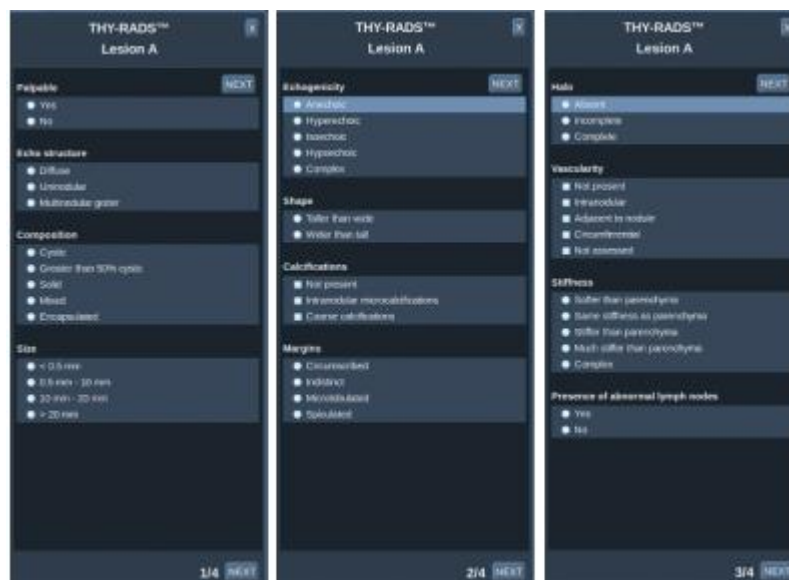 THY-RADS™
Lesion A
X
NEXT
Palpable
Yes
No
Echo structure
Diffuse
Uninodular
Multinodular goiter
Composition
Cystic
Greater than 50% cystic
Solid
Mixed
Encapsulated
Size
< 0.5 mm
0.5 mm - 10 mm
10 mm - 20 mm
> 20 mm
1/4 NEXT
THY-RADS™
Lesion A
X
NEXT
Echogenicity
Anechoic
Hyperechoic
Isoechoic
Hypoechoic
Complex
Shape
Taller than wide
Wider than tall
Calcifications
Not present
Intranodular microcalcifications
Coarse calcifications
Margins
Circumscribed
Indistinct
Microlobulated
Spiculated
2/4 NEXT
THY-RADS™
Lesion A
X
NEXT
Halo
Absent
Incomplete
Complete
Vascularity
Not present
Intranodular
Adjacent to nodule
Circumferential
Not assessed
Stiffness
Softer than parenchyma
Same stiffness as parenchyma
Stiffer than parenchyma
Much stiffer than parenchyma
Complex
Presence of abnormal lymph nodes
Yes
No
3/4 NEXT